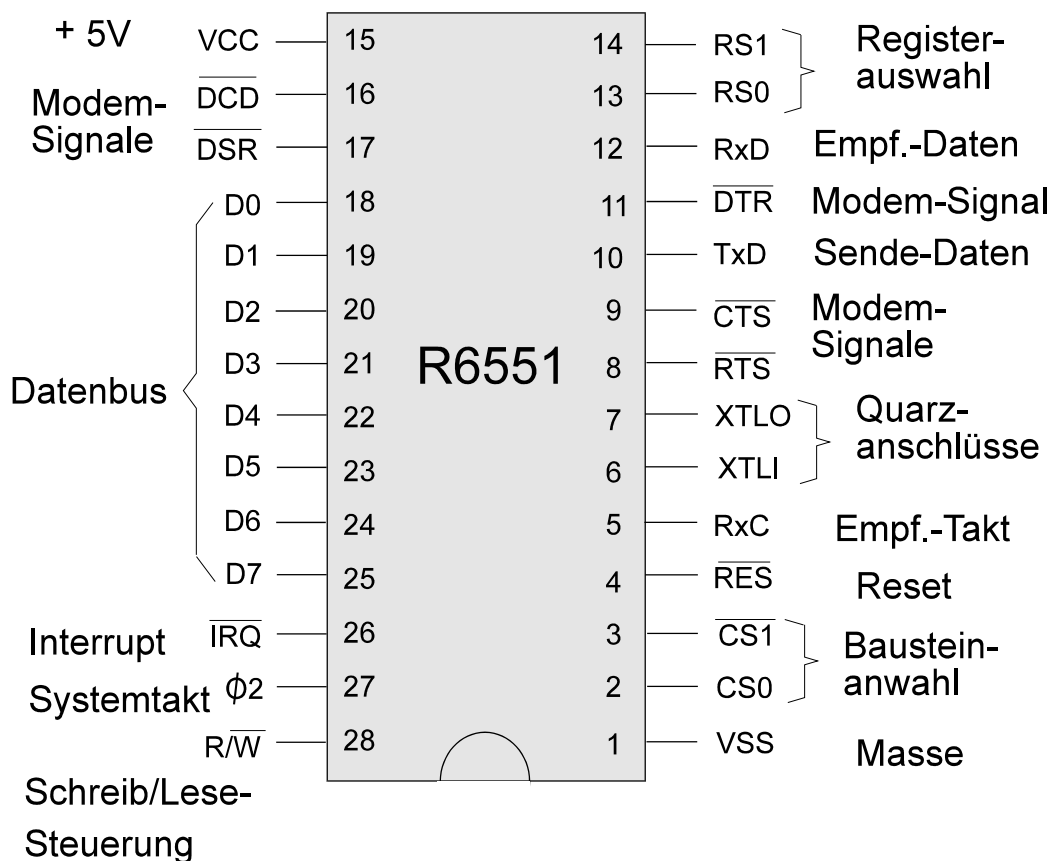 + 5V VCC 15 14 RS1 Register-
auswahl
Modem-
Signale
DCD 16 13 RS0
DSR 17 12 RxD Empf.-Daten
D0 18 11 DTR Modem-Signal
D1 19 10 TxD Sende-Daten
D2 20 9 CTS Modem-
Signale
D3 21 R6551 8 RTS
Datenbus
D4 22 7 XTLO Quarz-
anschlüsse
D5 23 6 XTLI
D6 24 5 RxC Empf.-Takt
D7 25 4 RES Reset
Interrupt IRQ 26 3 CS1 Baustein-
anwahl
Systemtakt ϕ2 27 2 CS0
R/W 28 1 VSS Masse
Schreib/Lese-
Steuerung